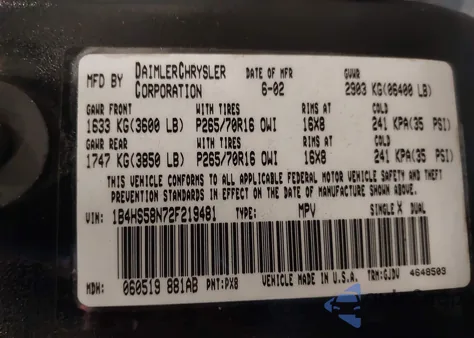 MFD BY DAIMLERCHRYSLER CORPORATION DATE OF MFR 6-02 GVWR 2903 KG(06400 LB)
GAWR FRONT WITH TIRES RIMS AT COLD
1633 KG(3600 LB) P265/70R16 OWI 16X8 241 KPA(35 PSI)
GAWR REAR WITH TIRES RIMS AT COLD
1747 KG(3850 LB) P265/70R16 OWI 16X8 241 KPA(35 PSI)
THIS VEHICLE CONFORMS TO ALL APPLICABLE FEDERAL MOTOR VEHICLE SAFETY AND THEFT
PREVENTION STANDARDS IN EFFECT ON THE DATE OF MANUFACTURE SHOWN ABOVE.
VIN: 1B4HS58N72F219481 TYPE: MPV SINGLE X DUAL
MDH: 060519 881AB PNT:PX8 VEHICLE MADE IN U.S.A. TRM:GJDV 4648503